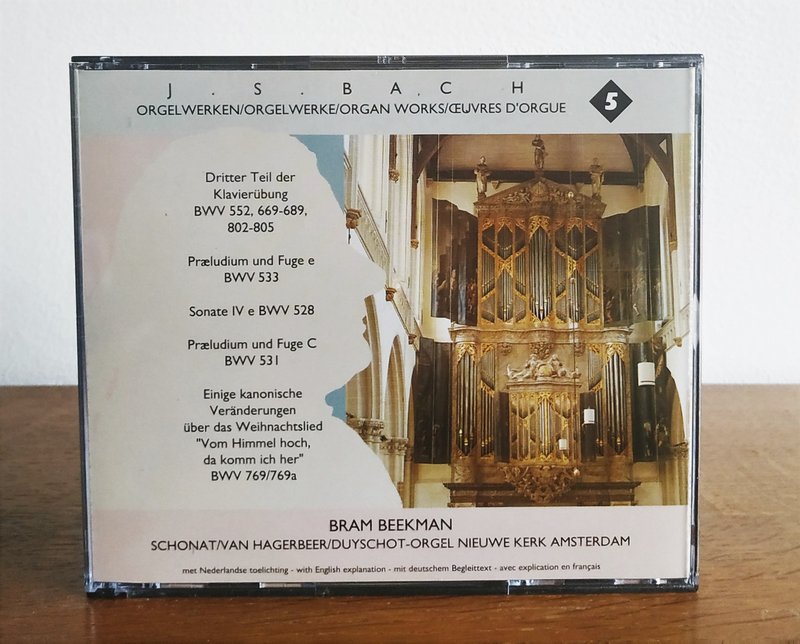 J . S . B A C H
ORGELWERKEN/ORGELWERKE/ORGAN WORKS/ŒUVRES D'ORGUE
5
Dritter Teil der
Klavierübung
BWV 552, 669-689,
802-805
Præludium und Fuge e
BWV 533
Sonate IV e BWV 528
Præludium und Fuge C
BWV 531
Einige kanonische
Veränderungen
über das Weihnachtslied
"Vom Himmel hoch,
da komm ich her"
BWV 769/769a
BRAM BEEKMAN
SCHONAT/VAN HAGERBEER/DUYSCHOT-ORGEL NIEUWE KERK AMSTERDAM
met Nederlandse toelichting - with English explanation - mit deutschem Begleittext - avec explication en français